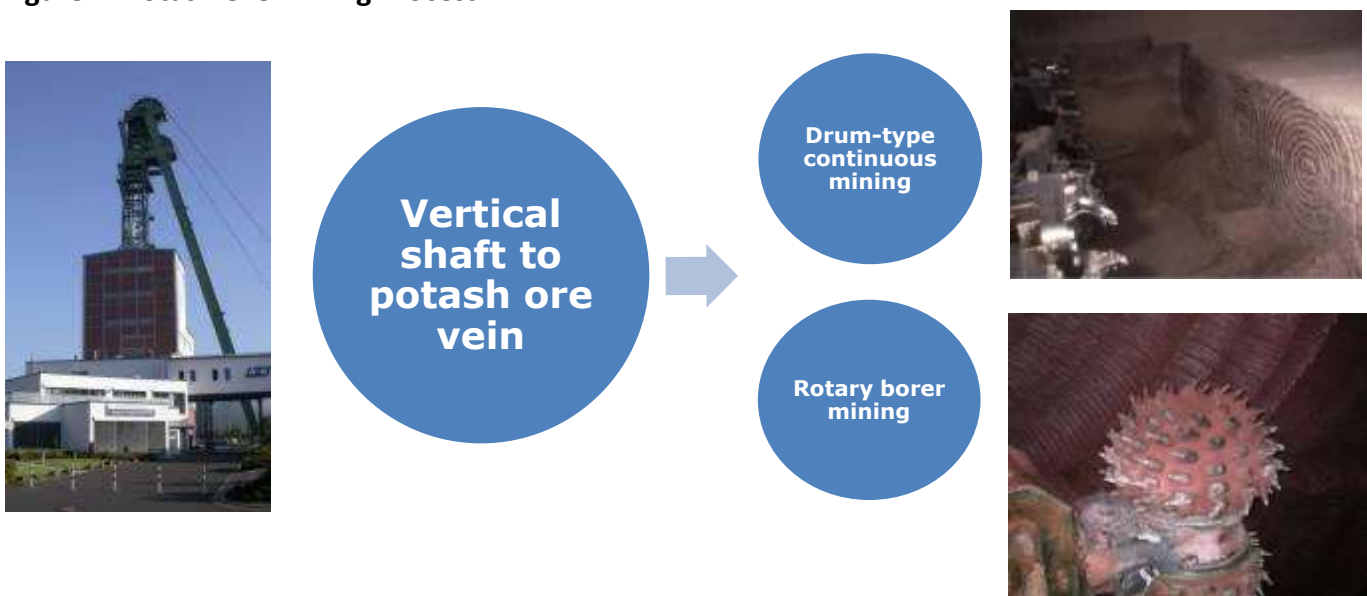 Vertical
shaft to
potash ore
vein
Drum-type
continuous
mining
Rotary borer
mining